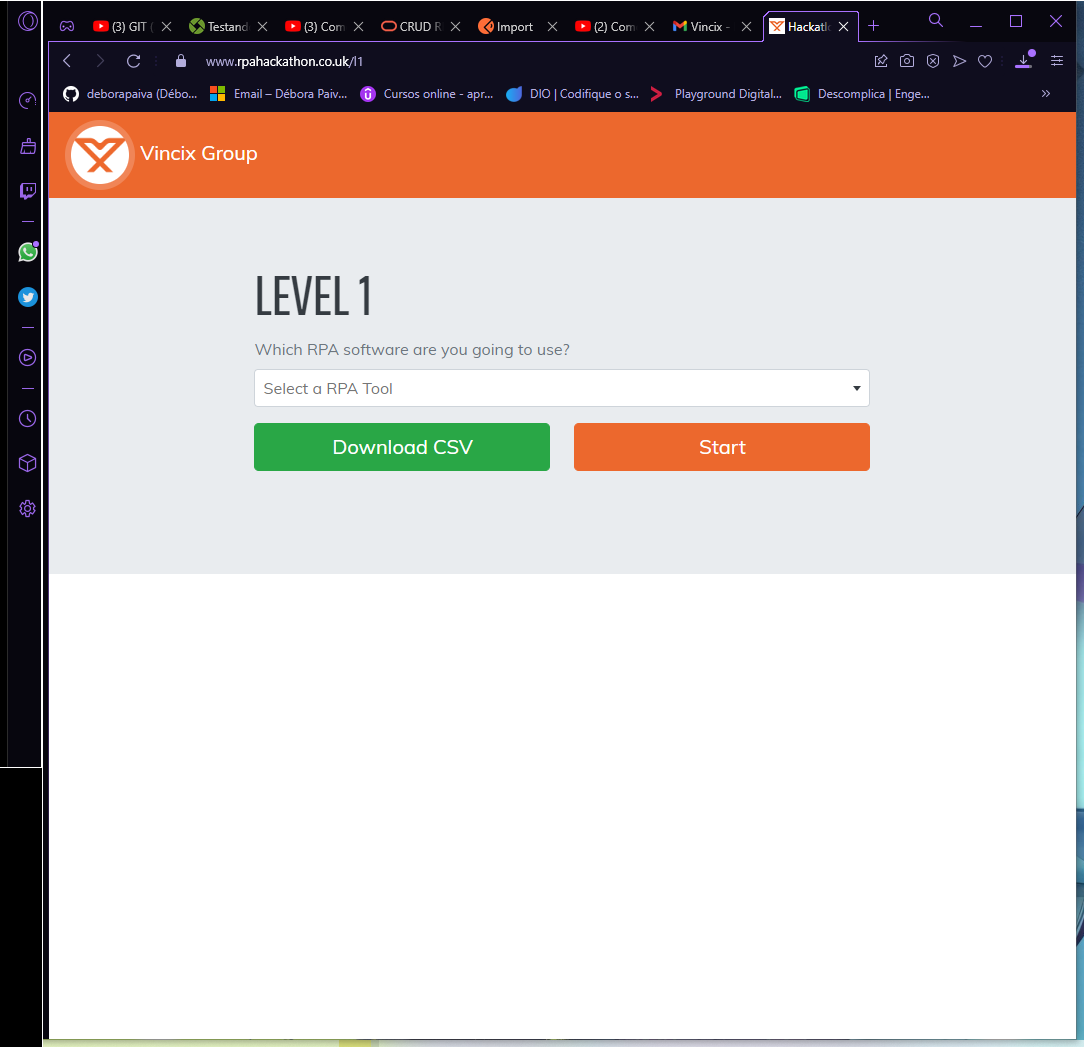 (3) GIT (
Testand
(3) Com
CRUD R
Import
(2) Com
Vincix -
Hackath
www.rpahackathon.co.uk/l1
deborapaiva (Débo...
Email – Débora Paiv...
Cursos online - apr...
DIO | Codifique o s...
Playground Digital...
Descomplica | Enge...
Vincix Group
LEVEL 1
Which RPA software are you going to use?
Select a RPA Tool
Download CSV
Start